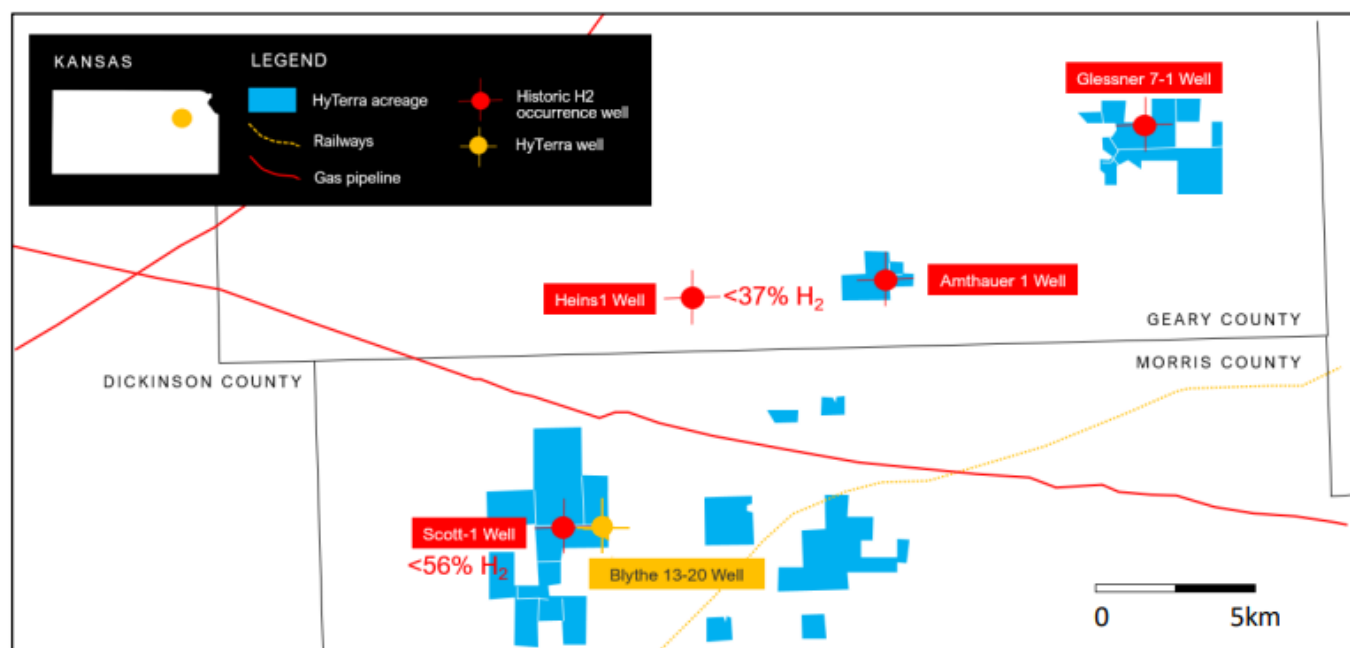 KANSAS
LEGEND
HyTerra acreage
Railways
Gas pipeline
Historic H2
occurrence well
HyTerra well
Glessner 7-1 Well
Heins1 Well
<37% H₂
Amthauer 1 Well
GEARY COUNTY
DICKINSON COUNTY
MORRIS COUNTY
Scott-1 Well
<56% H₂
Blythe 13-20 Well
0
5km